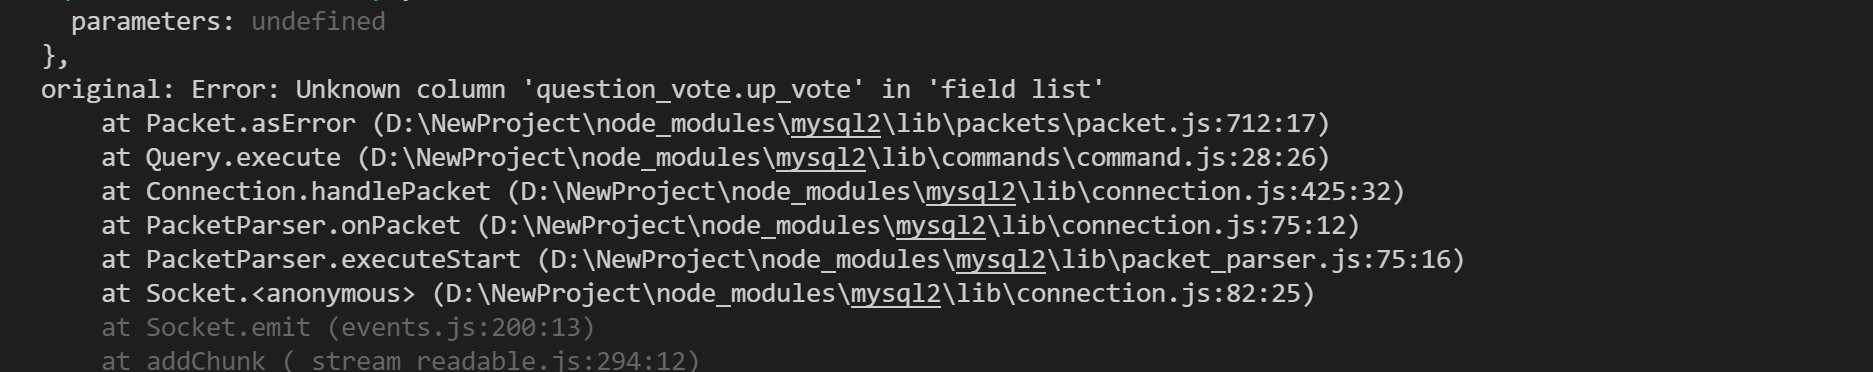 parameters: undefined
},
original: Error: Unknown column 'question_vote.up_vote' in 'field list'
at Packet.asError (D:\NewProject\node_modules\mysql2\lib\packets\packet.js:712:17)
at Query.execute (D:\NewProject\node_modules\mysql2\lib\commands\command.js:28:26)
at Connection.handlePacket (D:\NewProject\node_modules\mysql2\lib\connection.js:425:32)
at PacketParser.onPacket (D:\NewProject\node_modules\mysql2\lib\connection.js:75:12)
at PacketParser.executeStart (D:\NewProject\node_modules\mysql2\lib\packet_parser.js:75:16)
at Socket.<anonymous> (D:\NewProject\node_modules\mysql2\lib\connection.js:82:25)
at Socket.emit (events.js:200:13)
at addChunk (_stream_readable.js:294:12)